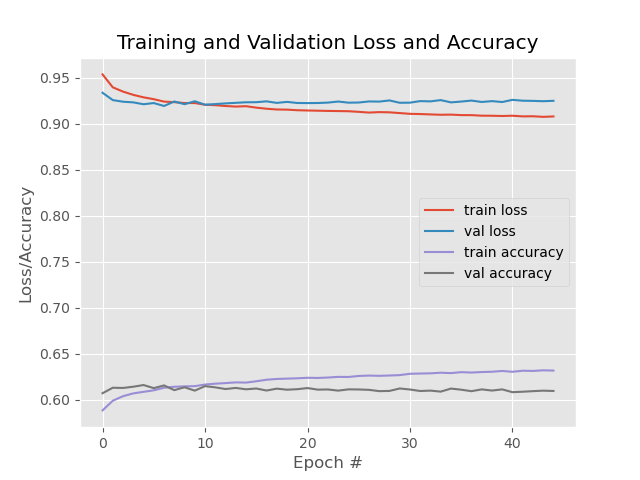 Training and Validation Loss and Accuracy
0.95
0.90
0.85
0.80
0.75
0.70
0.65
0.60
Loss/Accuracy
train loss
val loss
train accuracy
val accuracy
0 10 20 30 40
Epoch #